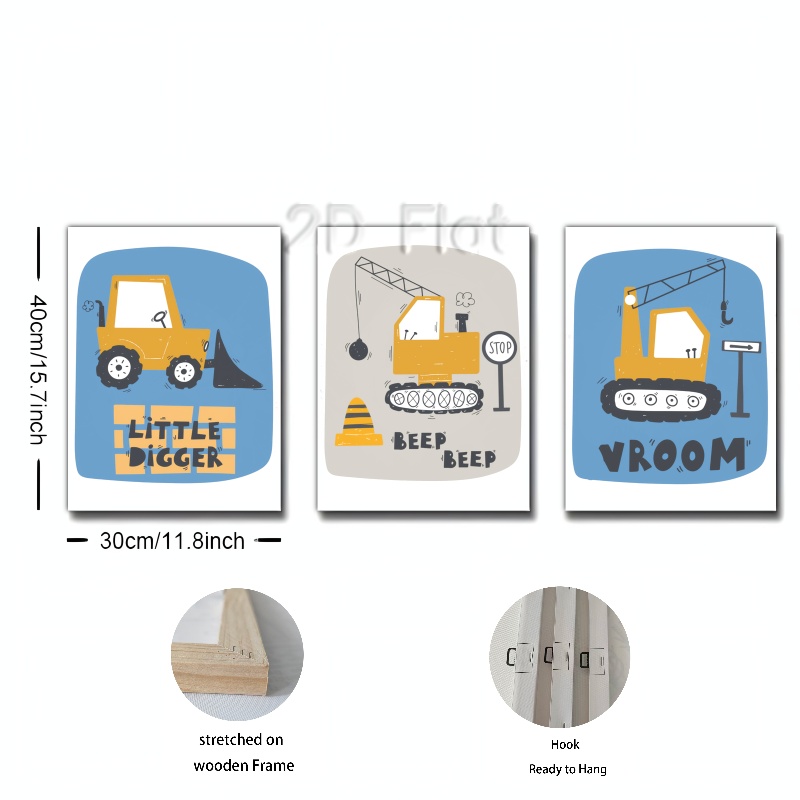 2D Flat
40cm/15.7inch
LiTTLE
DiGGER
STOP
BEEP
BEEP
VROOM
30cm/11.8inch
stretched on
wooden Frame
Hook
Ready to Hang